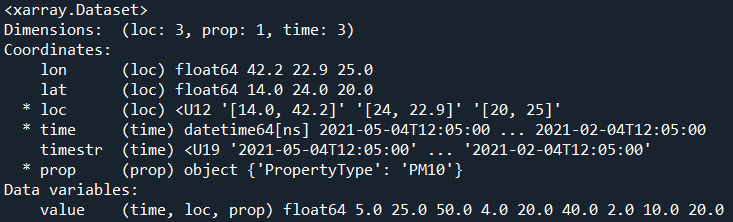 <xarray.Dataset>
Dimensions: (loc: 3, prop: 1, time: 3)
Coordinates:
lon (loc) float64 42.2 22.9 25.0
lat (loc) float64 14.0 24.0 20.0
* loc (loc) <U12 '[14.0, 42.2]' '[24, 22.9]' '[20, 25]'
* time (time) datetime64[ns] 2021-05-04T12:05:00 ... 2021-02-04T12:05:00
timestr (time) <U19 '2021-05-04T12:05:00' ... '2021-02-04T12:05:00'
* prop (prop) object {'PropertyType': 'PM10'}
Data variables:
value (time, loc, prop) float64 5.0 25.0 50.0 4.0 20.0 40.0 2.0 10.0 20.0